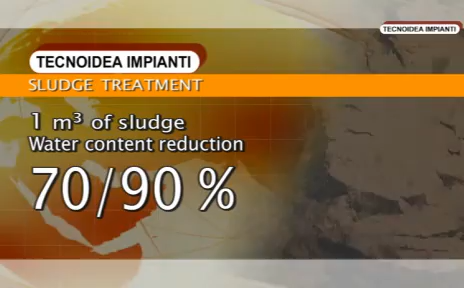 TECNOIDEA IMPIANTI
TECNOIDEA IMPIANTI
SLUDGE TREATMENT
1 m³ of sludge
Water content reduction
70/90 %